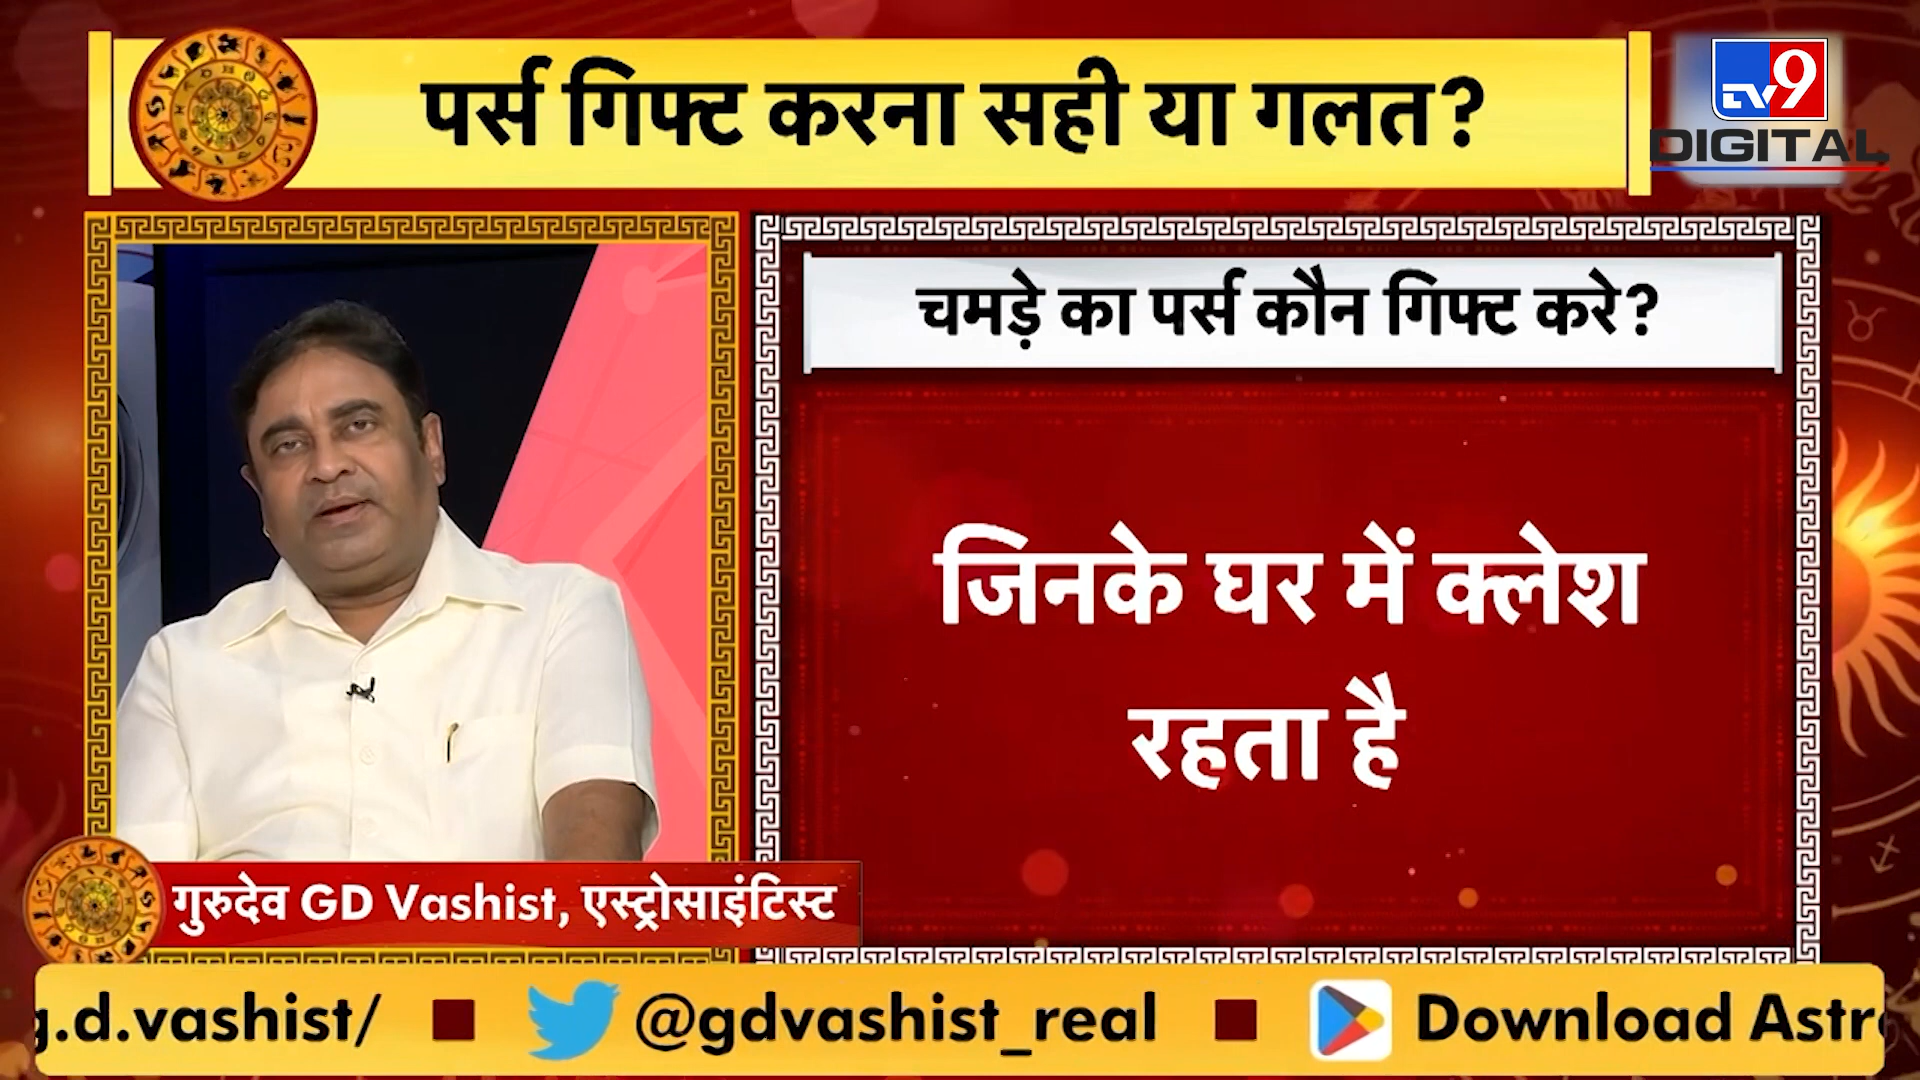 पर्स गिफ्ट करना सही या गलत?
TV9
DIGITAL
चमड़े का पर्स कौन गिफ्ट करे?
जिनके घर में क्लेश
रहता है
गुरुदेव GD Vashist, एस्ट्रोसाइंटिस्ट
g.d.vashist/ @gdvashist_real Download Astr